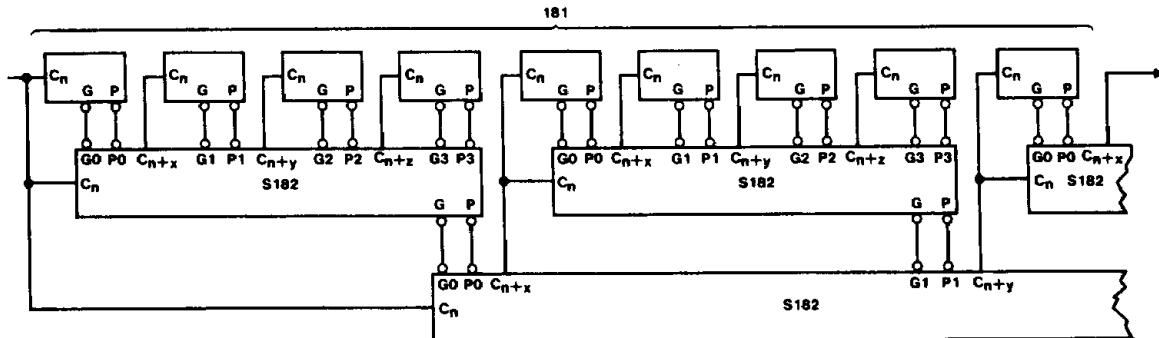 181
Cn Cn Cn Cn Cn Cn Cn Cn Cn
G P G P G P G P G P G P G P G P G P
G0 P0 Cn+x G1 P1 Cn+y G2 P2 Cn+z G3 P3 G0 P0 Cn+x G1 P1 Cn+y G2 P2 Cn+z G3 P3 G0 P0 Cn+x
Cn S182 Cn S182 Cn S182
G P G P
G0 P0 Cn+x G1 P1 Cn+y
Cn S182